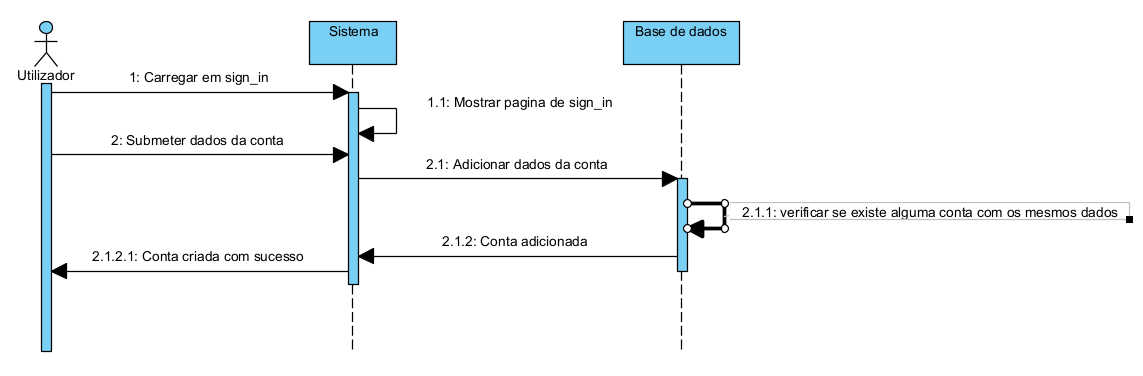 Sistema
Base de dados
Utilizador
1: Carregar em sign_in
1.1: Mostrar pagina de sign_in
2: Submeter dados da conta
2.1: Adicionar dados da conta
2.1.1: verificar se existe alguma conta com os mesmos dados
2.1.2: Conta adicionada
2.1.2.1: Conta criada com sucesso